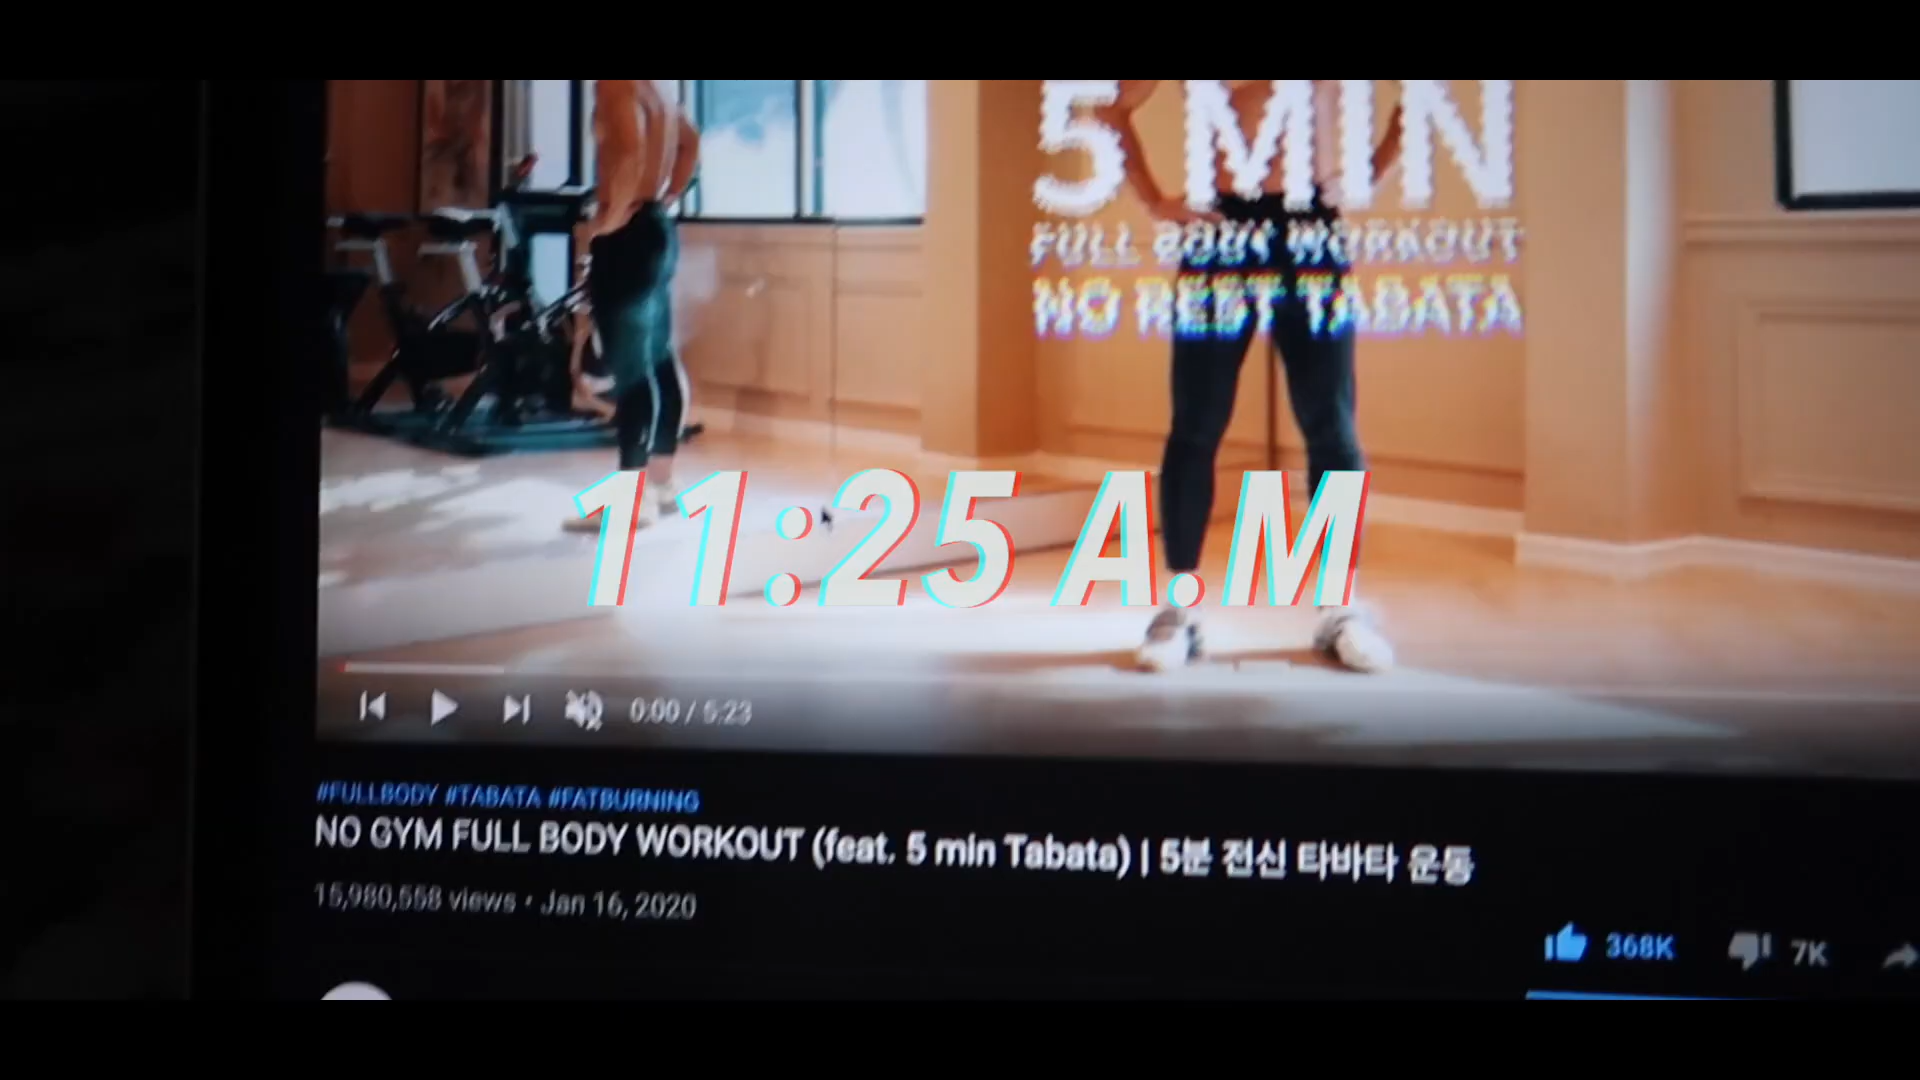 5 MIN
FULL BODY WORKOUT
NO REST TABATA
11:25 A.M
0:00 / 5:23
#FULLBODY #TABATA #FATBURNING
NO GYM FULL BODY WORKOUT (feat. 5 min Tabata) | 5분 전신 타바타 운동
15,980,558 views • Jan 16, 2020
368K 7K